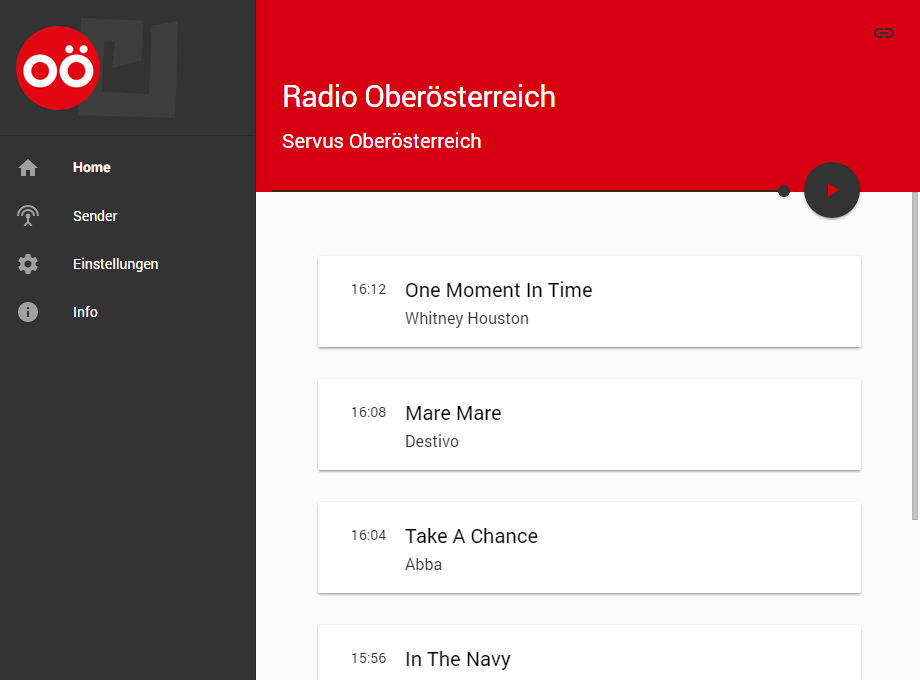 oö
Home
Sender
Einstellungen
Info
Radio Oberösterreich
Servus Oberösterreich
16:12 One Moment In Time
Whitney Houston
16:08 Mare Mare
Destivo
16:04 Take A Chance
Abba
15:56 In The Navy